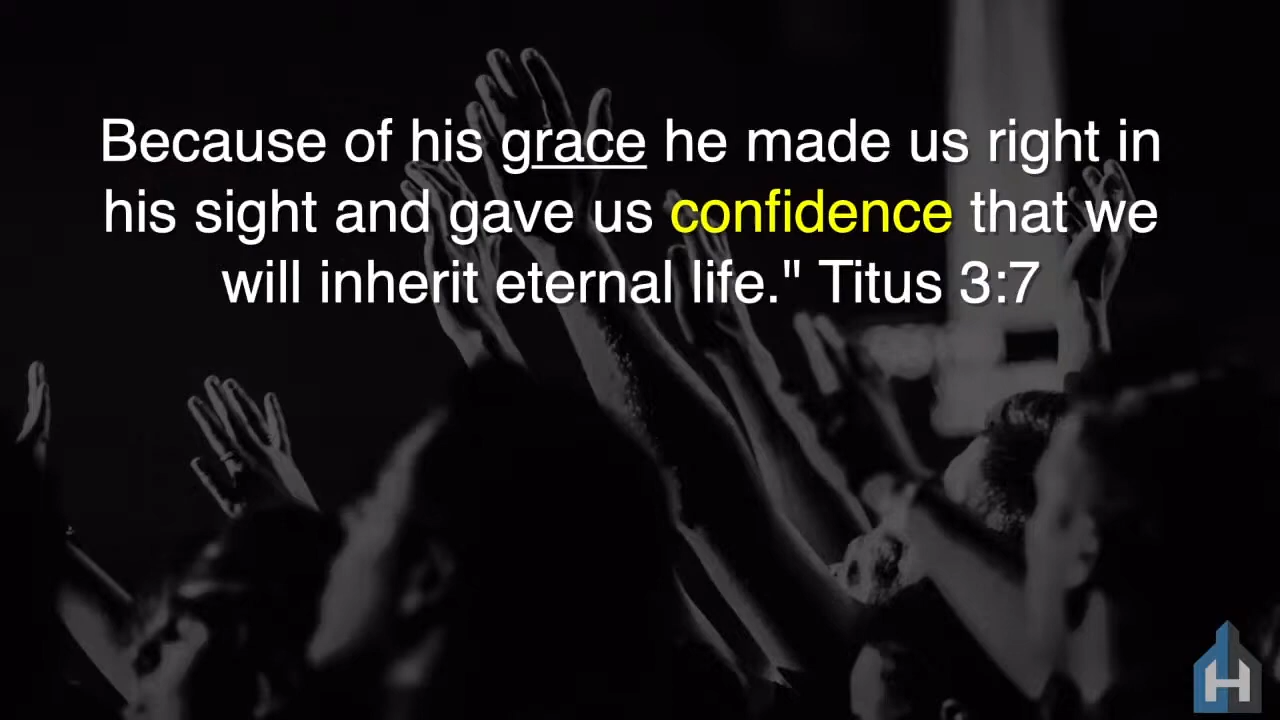 Because of his grace he made us right in
his sight and gave us confidence that we
will inherit eternal life." Titus 3:7
H